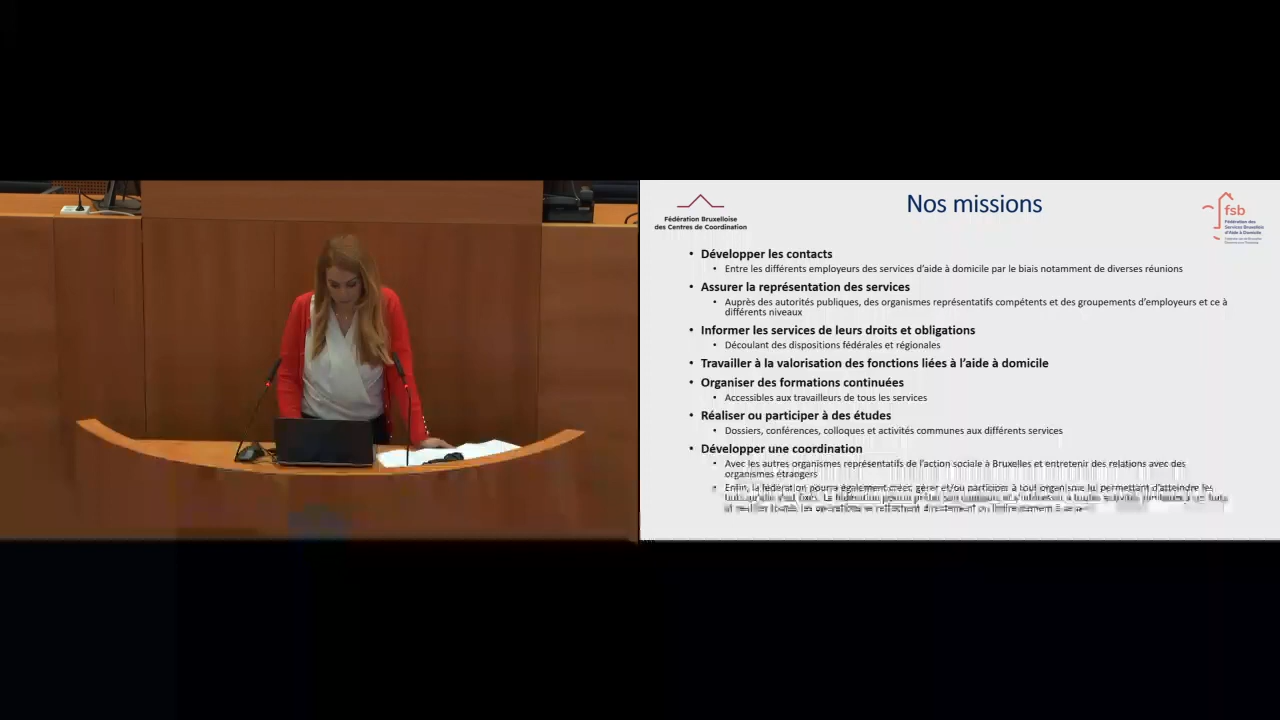 Nos missions
Fédération Bruxelloise
des Centres de Coordination
fsb
Fédération des
Services Bruxellois
d'Aide à Domicile
• Développer les contacts
• Entre les différents employeurs des services d'aide à domicile par le biais notamment de diverses réunions
• Assurer la représentation des services
• Auprès des autorités publiques, des organismes représentatifs compétents et des groupements d'employeurs et ce à
différents niveaux
• Informer les services de leurs droits et obligations
• Découlant des dispositions fédérales et régionales
• Travailler à la valorisation des fonctions liées à l'aide à domicile
• Organiser des formations continuées
• Accessibles aux travailleurs de tous les services
• Réaliser ou participer à des études
• Dossiers, conférences, colloques et activités communes aux différents services
• Développer une coordination
• Avec les autres organismes représentatifs de l'action sociale à Bruxelles et entretenir des relations avec des
organismes étrangers
• Enfin, la fédération pourra également créer, gérer et/ou participer à tout organisme lui permettant d'atteindre les